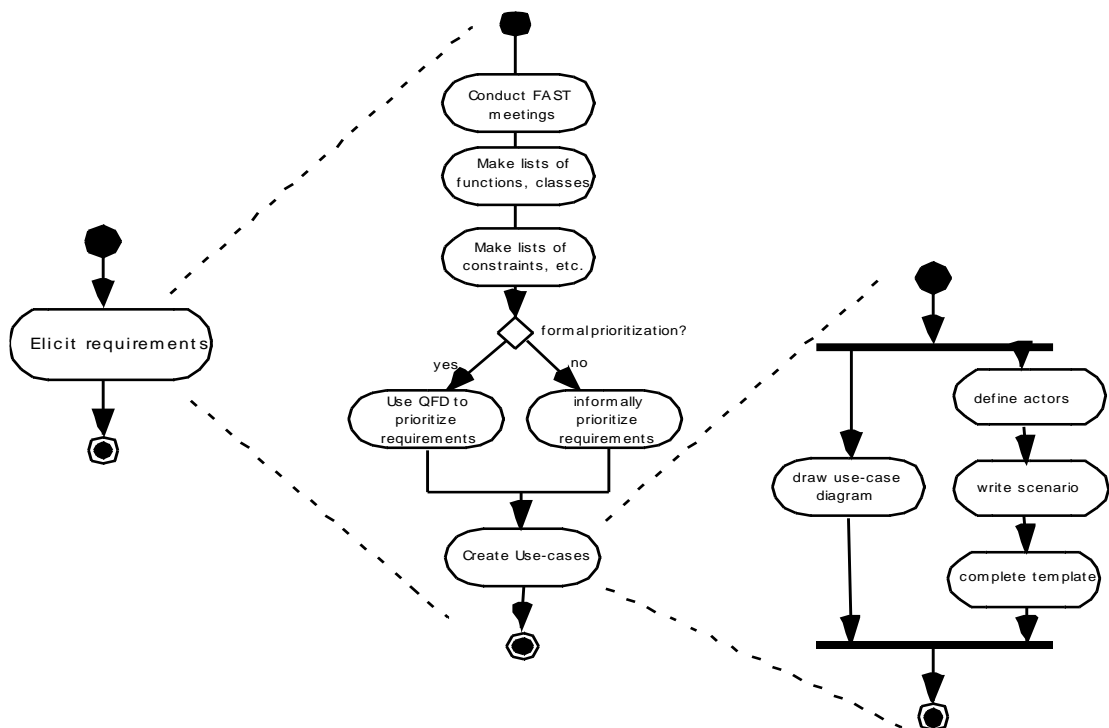 Elicit requirements
Conduct FAST
meetings
Make lists of
functions, classes
Make lists of
constraints, etc.
formal prioritization?
yes
no
Use QFD to
prioritize
requirements
informally
prioritize
requirements
Create Use-cases
draw use-case
diagram
define actors
write scenario
complete template